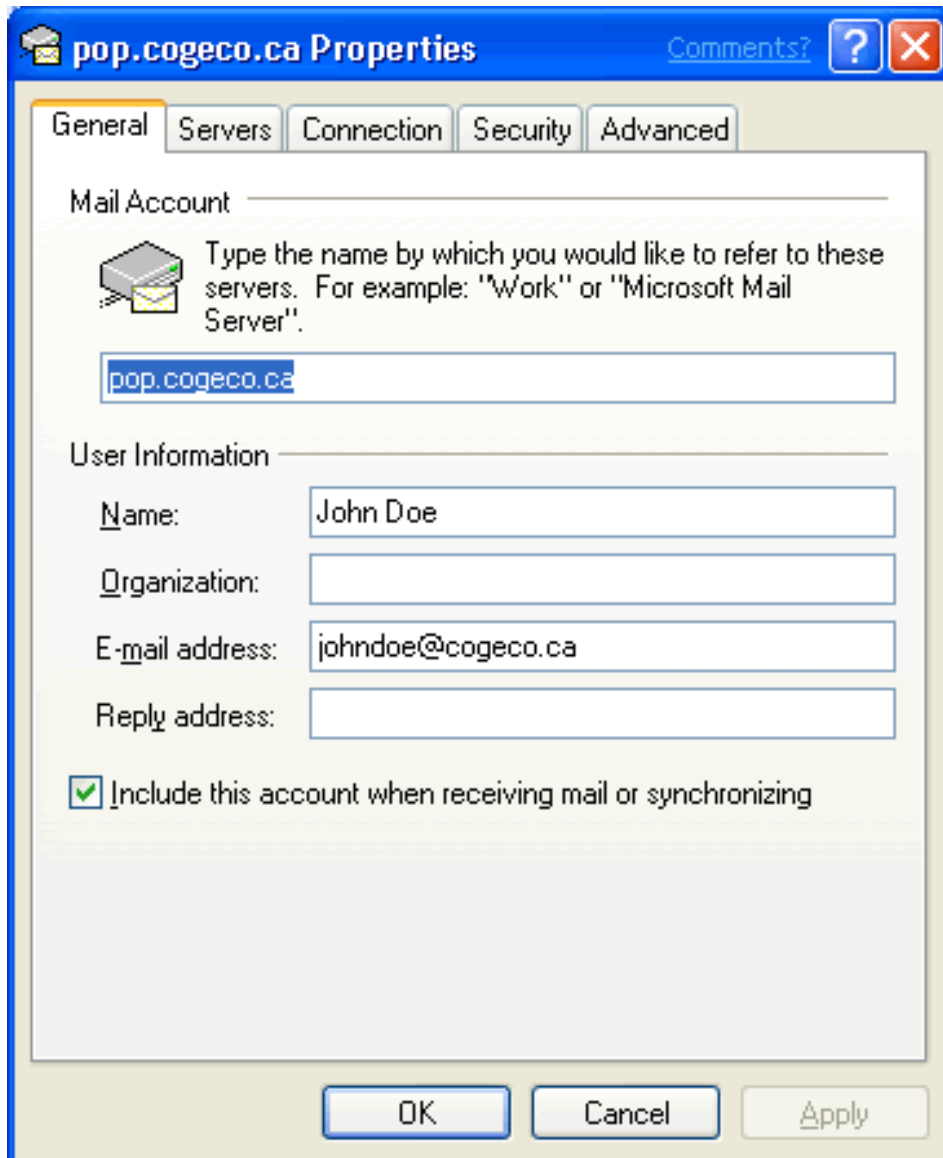 pop.cogeco.ca Properties Comments? ?
General Servers Connection Security Advanced
Mail Account
Type the name by which you would like to refer to these
servers. For example: "Work" or "Microsoft Mail
Server".
pop.cogeco.ca
User Information
Name: John Doe
Organization:
E-mail address: johndoe@cogeco.ca
Reply address:
Include this account when receiving mail or synchronizing
OK Cancel Apply